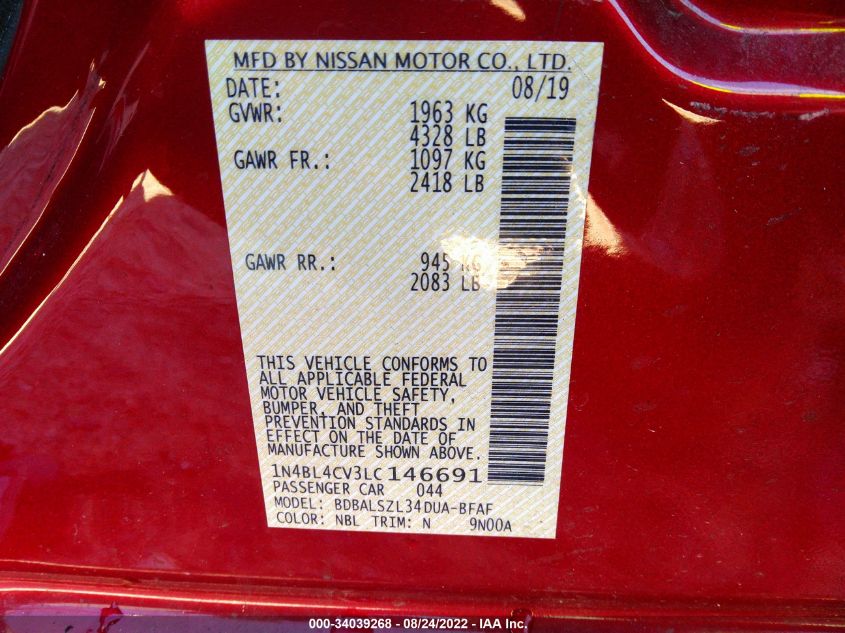 MFD BY NISSAN MOTOR CO., LTD.
DATE: 08/19
GVWR: 1963 KG
4328 LB
GAWR FR.: 1097 KG
2418 LB
GAWR RR.: 945 KG
2083 LB
THIS VEHICLE CONFORMS TO
ALL APPLICABLE FEDERAL
MOTOR VEHICLE SAFETY,
BUMPER, AND THEFT
PREVENTION STANDARDS IN
EFFECT ON THE DATE OF
MANUFACTURE SHOWN ABOVE.
1N4BL4CV3LC146691
PASSENGER CAR 044
MODEL: BDBALSZL34DUA-BFAF
COLOR: NBL TRIM: N 9N00A
000-34039268 - 08/24/2022 - IAA Inc.